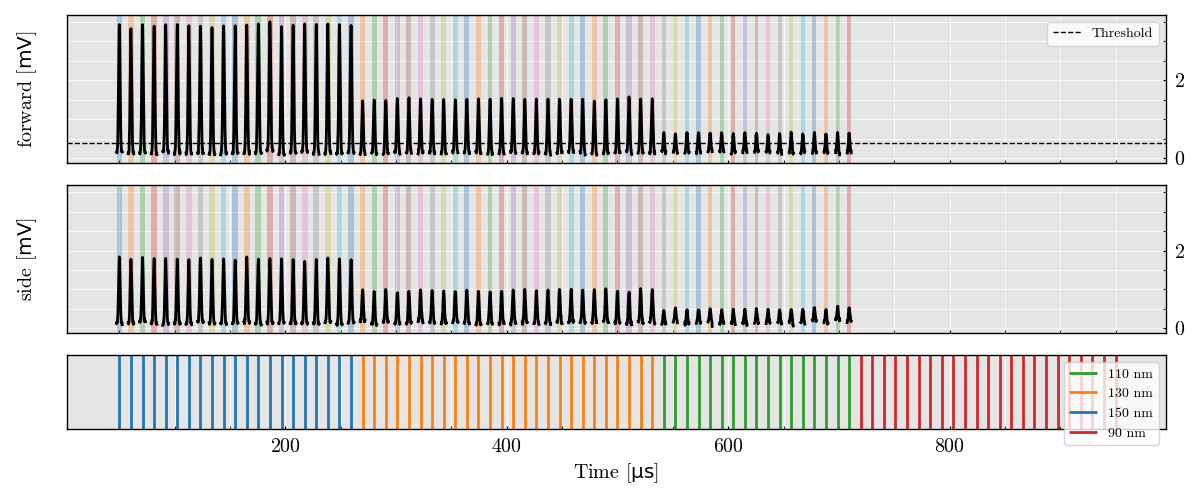 forward [mV]
Threshold
2
0
side [mV]
2
0
110 nm
130 nm
150 nm
90 nm
200
400
600
800
Time [µs]